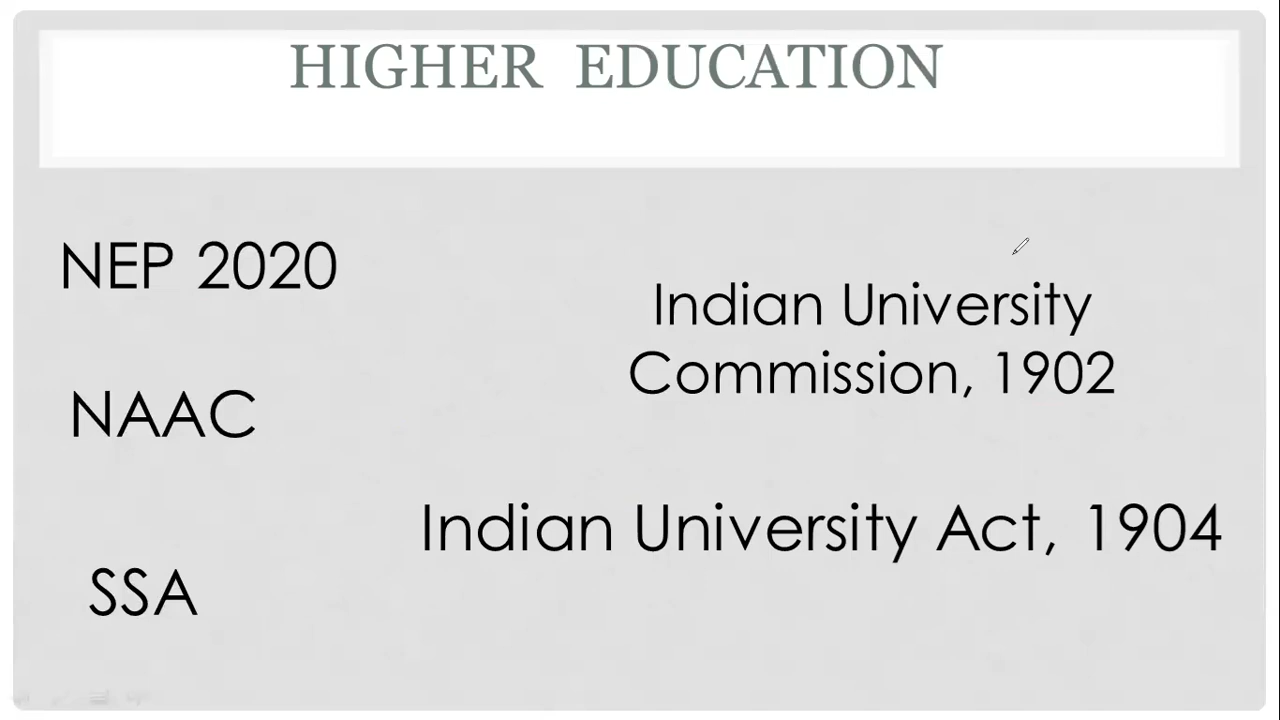 HIGHER EDUCATION
NEP 2020
Indian University
Commission, 1902
NAAC
Indian University Act, 1904
SSA